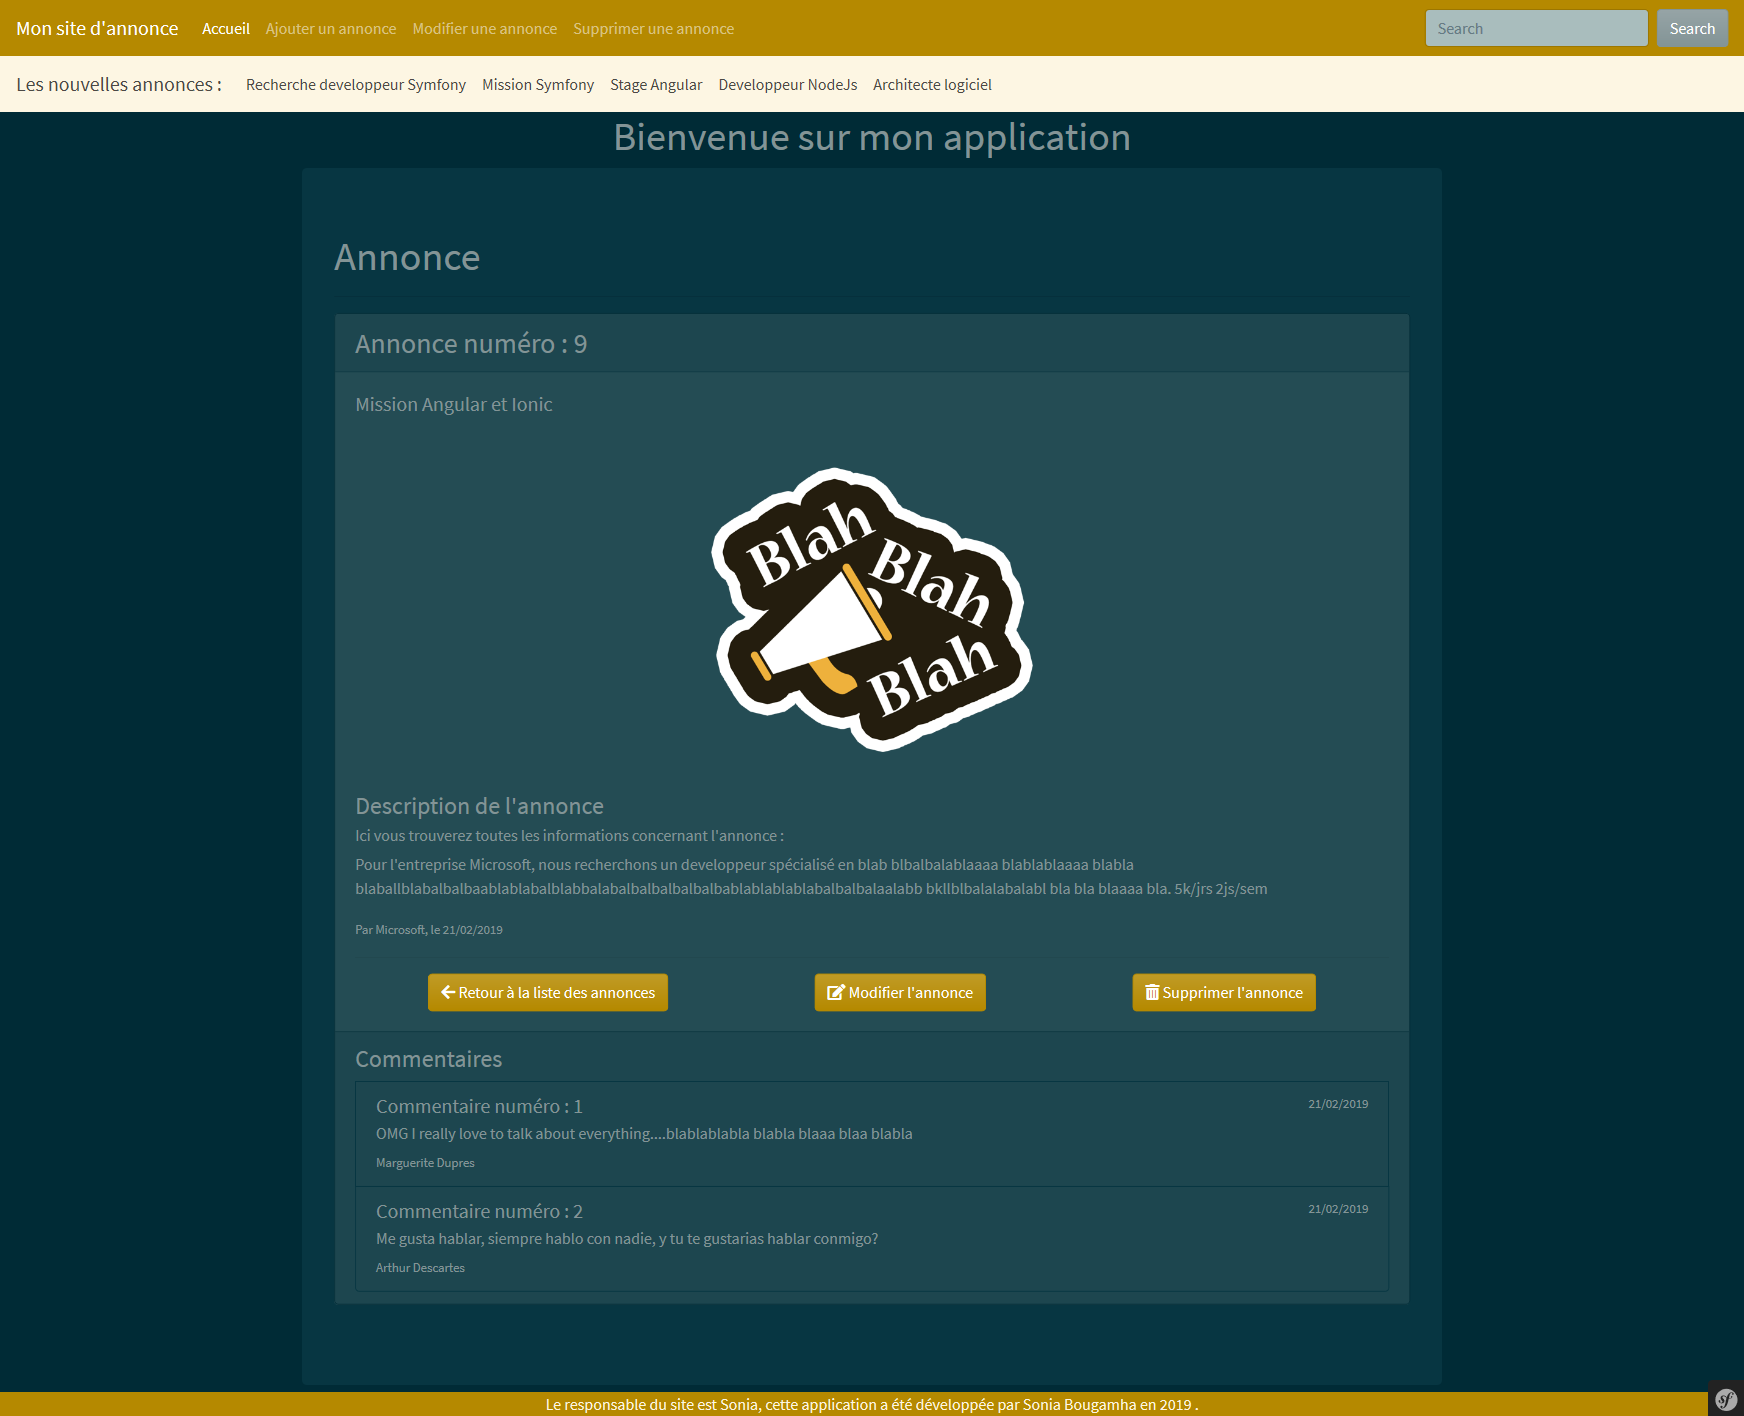 Mon site d'annonce Accueil Ajouter un annonce Modifier une annonce Supprimer une annonce Search Search
Les nouvelles annonces : Recherche developpeur Symfony Mission Symfony Stage Angular Developpeur NodeJs Architecte logiciel
Bienvenue sur mon application
Annonce
Annonce numéro : 9
Mission Angular et Ionic
Blah
Blah
Blah
Description de l'annonce
Ici vous trouverez toutes les informations concernant l'annonce :
Pour l'entreprise Microsoft, nous recherchons un developpeur spécialisé en blab blbalbalablaaaa blablablaaaa blabla
blaballblabalbalbaablablabalblabbalabalbalbalbalbalbablablablablabalbalbalaalabb bkllblbalalabalabl bla bla blaaaa bla. 5k/jrs 2js/sem
Par Microsoft, le 21/02/2019
Retour à la liste des annonces Modifier l'annonce Supprimer l'annonce
Commentaires
Commentaire numéro : 1 21/02/2019
OMG I really love to talk about everything....blablablabla blabla blaaa blaa blabla
Marguerite Dupres
Commentaire numéro : 2 21/02/2019
Me gusta hablar, siempre hablo con nadie, y tu te gustarias hablar conmigo?
Arthur Descartes
Le responsable du site est Sonia, cette application a été développée par Sonia Bougamha en 2019 .
sf